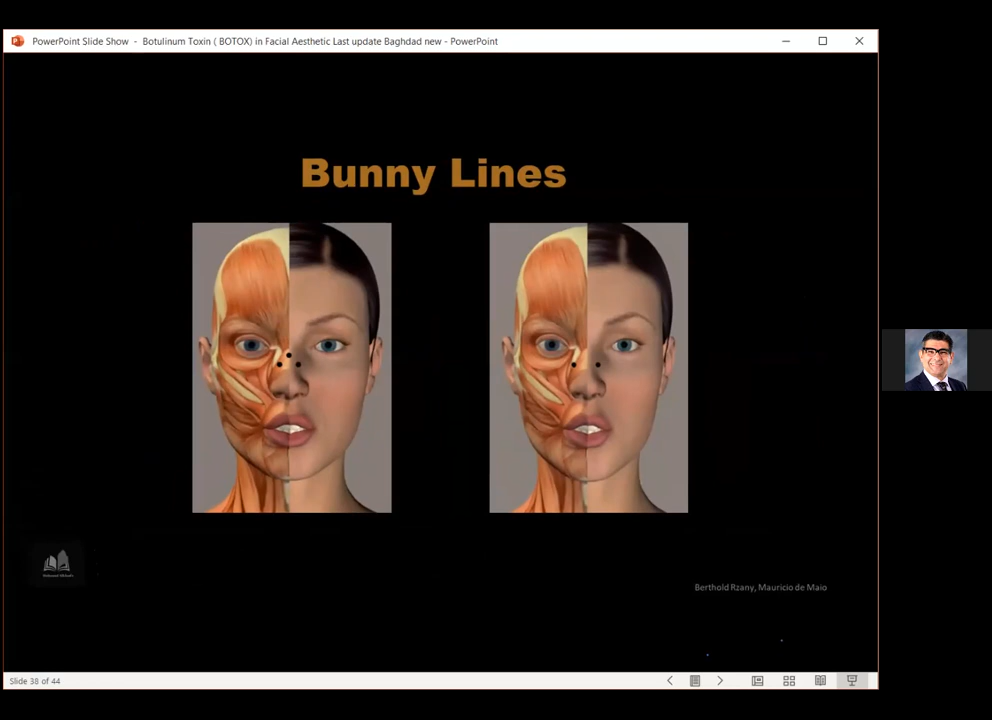 PowerPoint Slide Show - Botulinum Toxin ( BOTOX) in Facial Aesthetic Last update Baghdad new - PowerPoint
Bunny Lines
Berthold Rzany, Mauricio de Maio
Slide 38 of 44